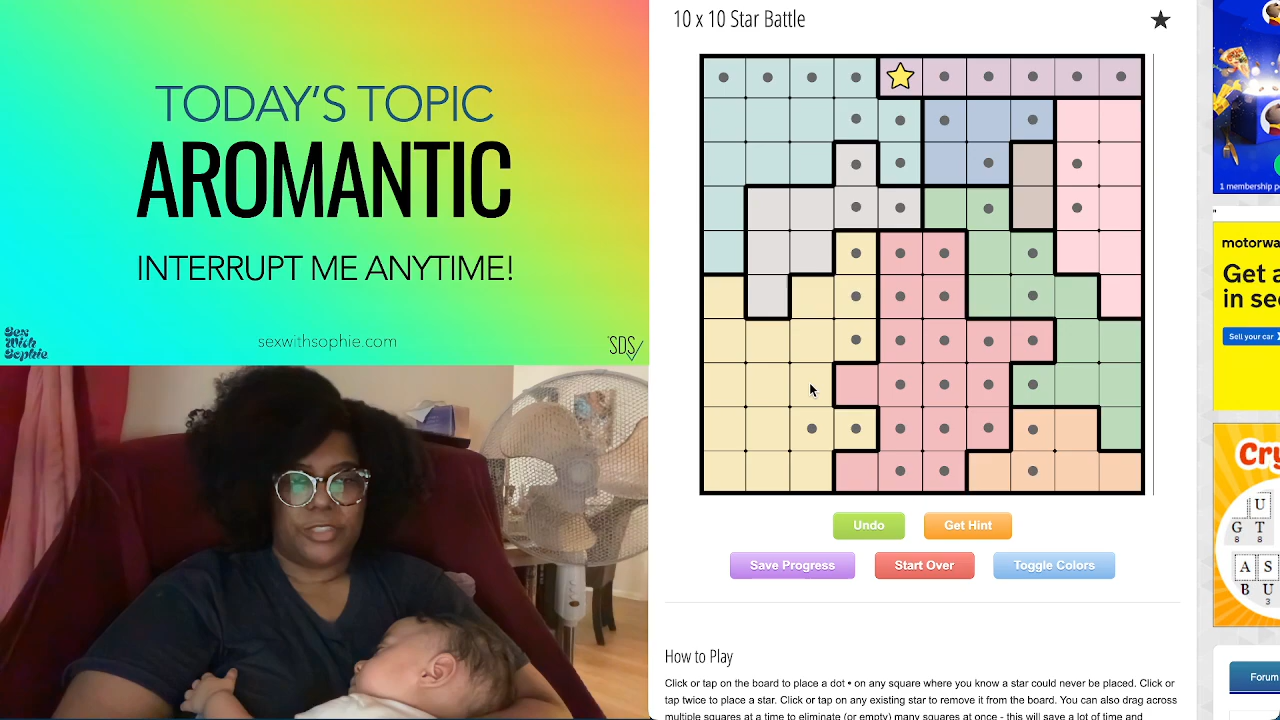 TODAY'S TOPIC
AROMANTIC
INTERRUPT ME ANYTIME!
Sex
With
Sophie
sexwithsophie.com
SDS
10 x 10 Star Battle
Undo
Get Hint
Save Progress
Start Over
Toggle Colors
How to Play
Click or tap on the board to place a dot • on any square where you know a star could never be placed. Click or
tap twice to place a star. Click or tap on any existing star to remove it from the board. You can also drag across
multiple squares at a time to eliminate (or empty) many squares at once - this will save a lot of time and
1 membership p
"
motorw
Get a
in se
Sell your car
Cry
U
G T
8 8
A S
B U
3
Forum